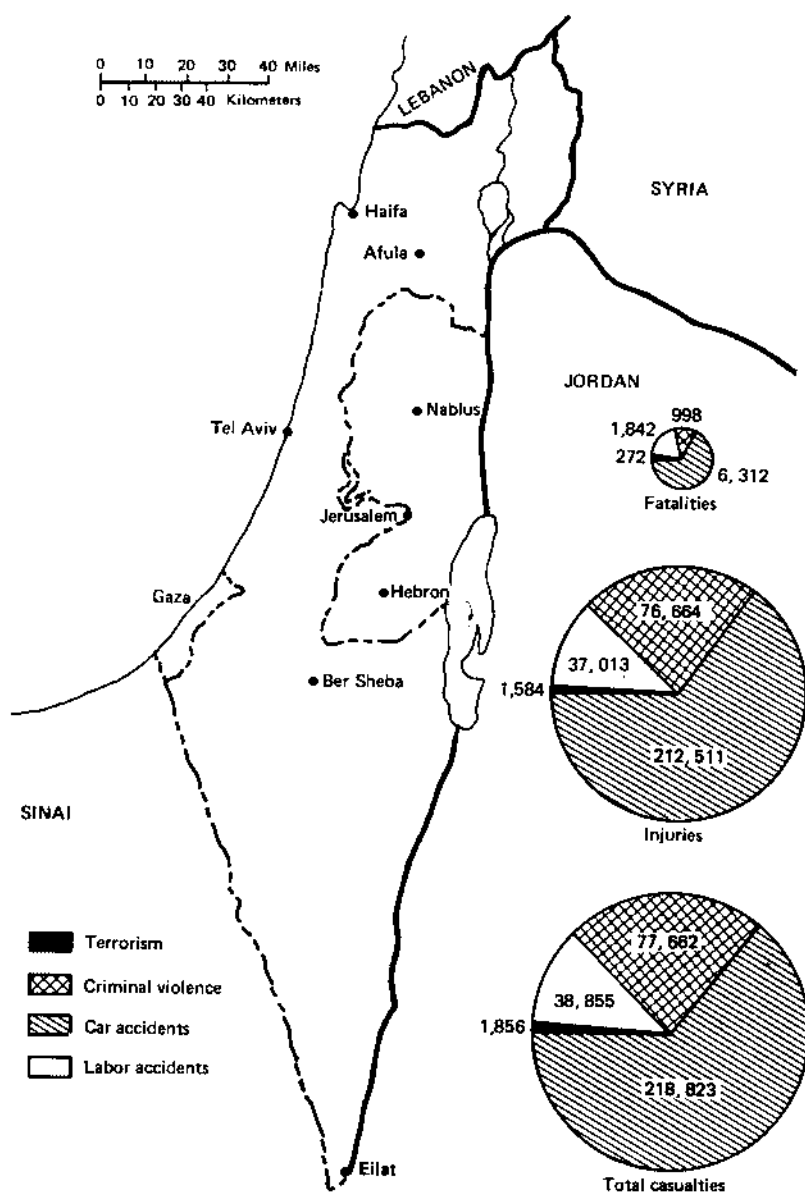 0 10 20 30 40 Miles
0 10 20 30 40 Kilometers
LEBANON
SYRIA
Haifa
Afula
JORDAN
Nablus
Tel Aviv
998
1,842
272
6, 312
Fatalities
Jerusalem
Gaza
Hebron
Ber Sheba
76, 664
37, 013
1,584
212, 511
Injuries
SINAI
Terrorism
Criminal violence
Car accidents
Labor accidents
77, 662
38, 855
1,856
218, 823
Eilat
Total casualties